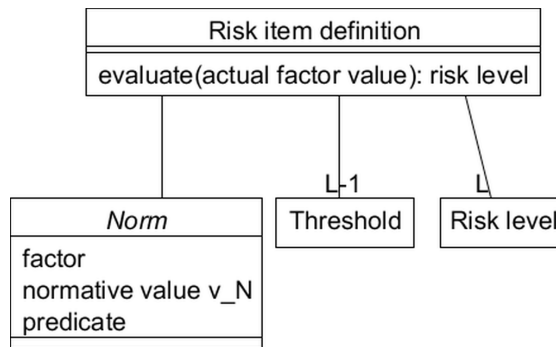 Risk item definition
evaluate(actual factor value): risk level
L-1
L
Norm
Threshold
Risk level
factor
normative value v_N
predicate